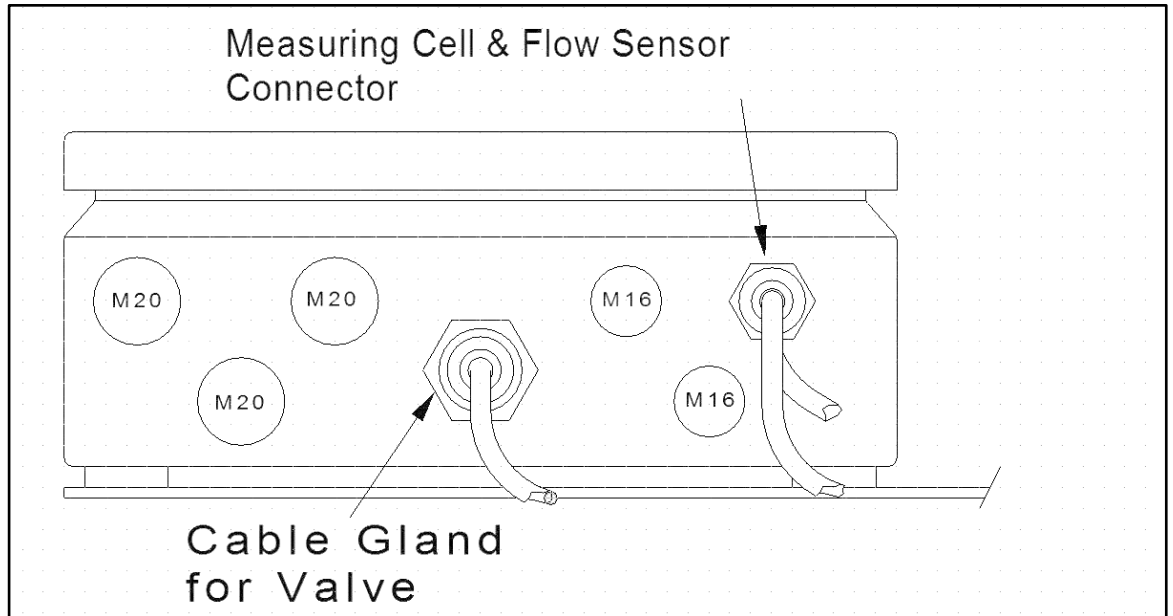 Measuring Cell & Flow Sensor
Connector
M20
M20
M16
M20
M16
Cable Gland
for Valve